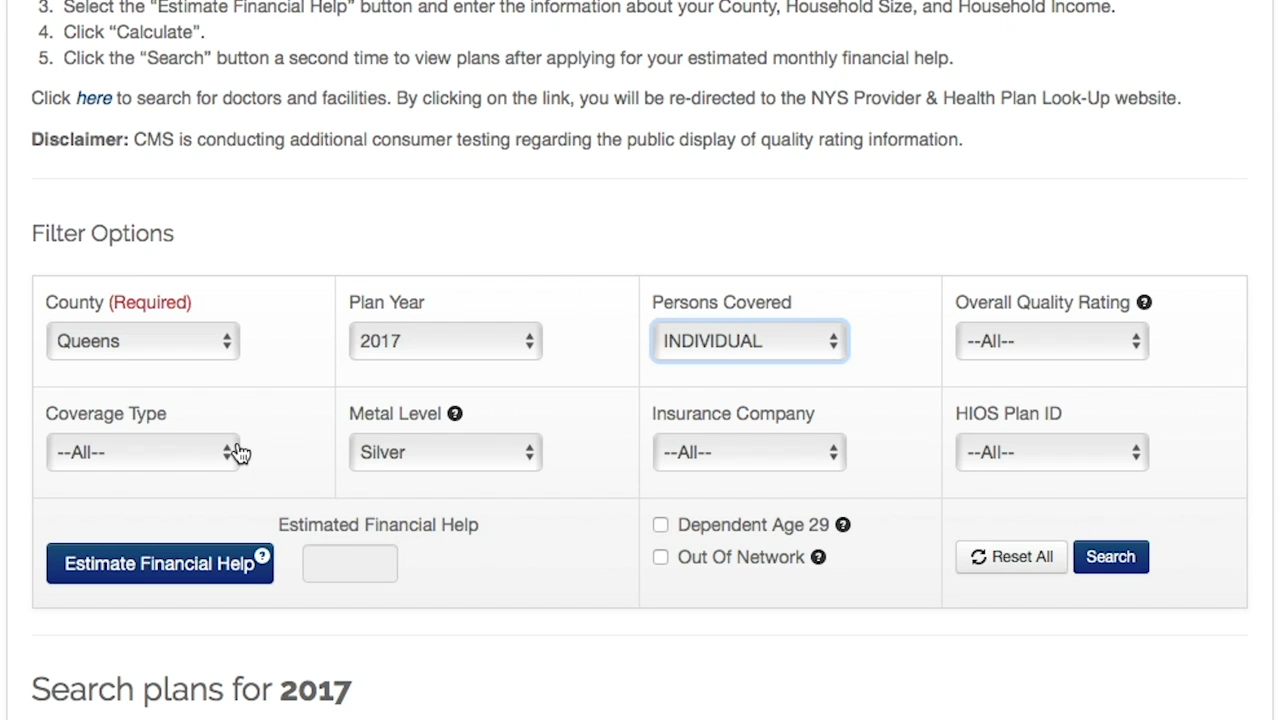 3. Select the "Estimate Financial Help" button and enter the information about your County, Household Size, and Household Income.
4. Click “Calculate”.
5. Click the “Search” button a second time to view plans after applying for your estimated monthly financial help.
Click here to search for doctors and facilities. By clicking on the link, you will be re-directed to the NYS Provider & Health Plan Look-Up website.
Disclaimer: CMS is conducting additional consumer testing regarding the public display of quality rating information.
Filter Options
County (Required) Plan Year Persons Covered Overall Quality Rating ?
Queens 2017 INDIVIDUAL --All--
Coverage Type Metal Level ? Insurance Company HIOS Plan ID
--All-- Silver --All-- --All--
Estimated Financial Help Dependent Age 29 ?
Estimate Financial Help ? Out Of Network ? Reset All Search
Search plans for 2017